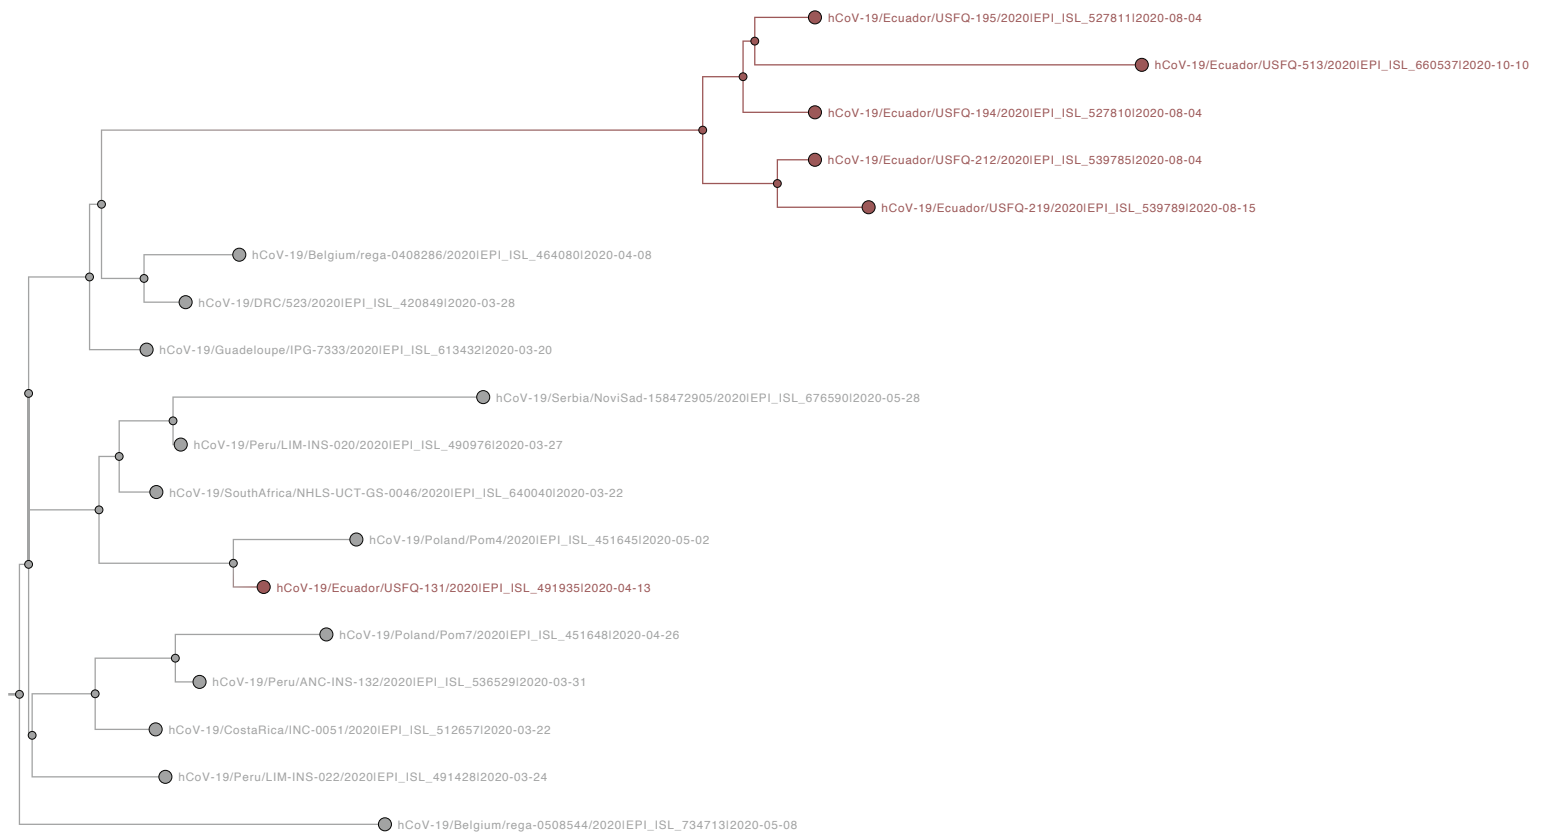 hCoV-19/Ecuador/USFQ-195/2020|EPI_ISL_527811|2020-08-04
hCoV-19/Ecuador/USFQ-513/2020|EPI_ISL_660537|2020-10-10
hCoV-19/Ecuador/USFQ-194/2020|EPI_ISL_527810|2020-08-04
hCoV-19/Ecuador/USFQ-212/2020|EPI_ISL_539785|2020-08-04
hCoV-19/Ecuador/USFQ-219/2020|EPI_ISL_539789|2020-08-15
hCoV-19/Belgium/rega-0408286/2020|EPI_ISL_464080|2020-04-08
hCoV-19/DRC/523/2020|EPI_ISL_420849|2020-03-28
hCoV-19/Guadeloupe/IPG-7333/2020|EPI_ISL_613432|2020-03-20
hCoV-19/Serbia/NoviSad-158472905/2020|EPI_ISL_676590|2020-05-28
hCoV-19/Peru/LIM-INS-020/2020|EPI_ISL_490976|2020-03-27
hCoV-19/SouthAfrica/NHLS-UCT-GS-0046/2020|EPI_ISL_640040|2020-03-22
hCoV-19/Poland/Pom4/2020|EPI_ISL_451645|2020-05-02
hCoV-19/Ecuador/USFQ-131/2020|EPI_ISL_491935|2020-04-13
hCoV-19/Poland/Pom7/2020|EPI_ISL_451648|2020-04-26
hCoV-19/Peru/ANC-INS-132/2020|EPI_ISL_536529|2020-03-31
hCoV-19/CostaRica/INC-0051/2020|EPI_ISL_512657|2020-03-22
hCoV-19/Peru/LIM-INS-022/2020|EPI_ISL_491428|2020-03-24
hCoV-19/Belgium/rega-0508544/2020|EPI_ISL_734713|2020-05-08